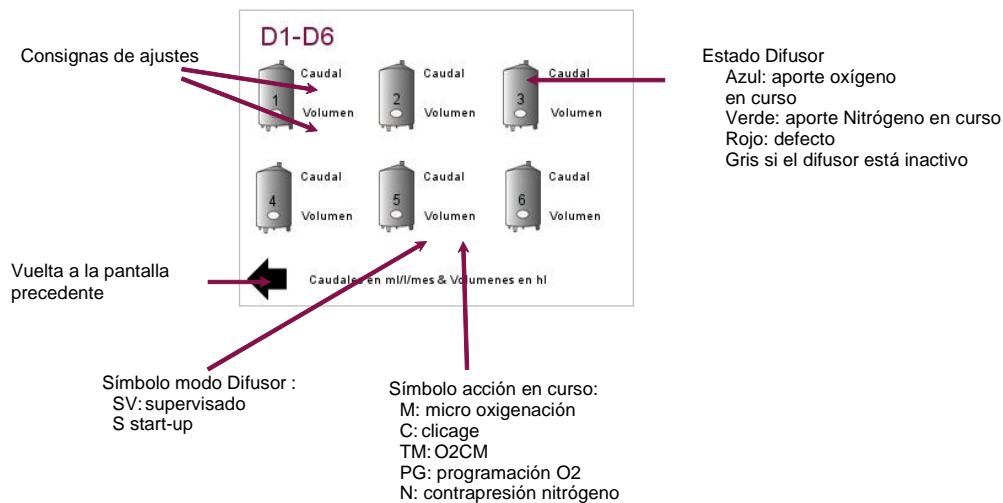 D1-D6
Consignas de ajustes
Caudal
Caudal
Caudal
1
2
3
Volumen
Volumen
Volumen
Estado Difusor
Azul: aporte oxígeno
en curso
Verde: aporte Nitrógeno en curso
Rojo: defecto
Gris si el difusor está inactivo
Caudal
Caudal
Caudal
4
5
6
Volumen
Volumen
Volumen
Vuelta a la pantalla
precedente
Caudales en ml/l/mes & Volumenes en hl
Símbolo modo Difusor :
SV: supervisado
S start-up
Símbolo acción en curso:
M: micro oxigenación
C: clicage
TM: O2CM
PG: programación O2
N: contrapresión nitrógeno